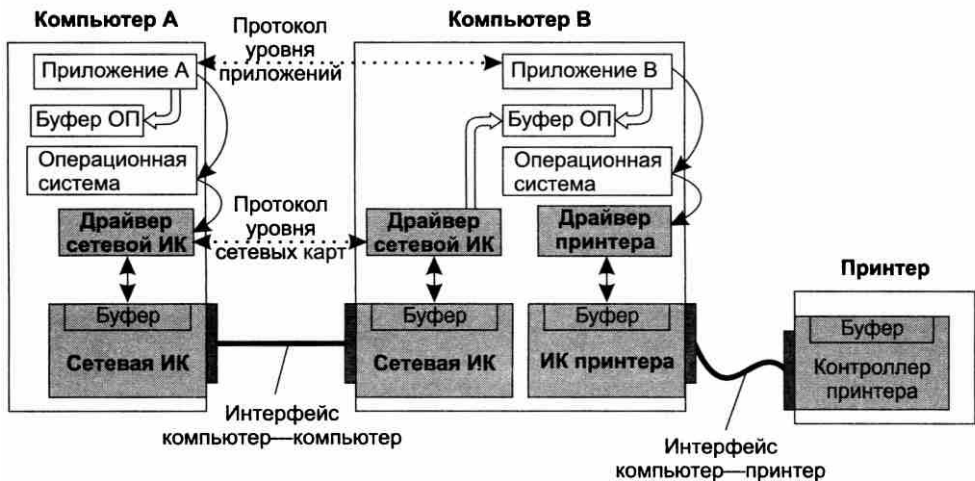 Компьютер А
Протокол
уровня
приложений
Компьютер В
Приложение А
Приложение В
Буфер ОП
Буфер ОП
Операционная
система
Операционная
система
Драйвер
сетевой ИК
Протокол
уровня
сетевых карт
Драйвер
сетевой ИК
Драйвер
принтера
Принтер
Буфер
Сетевая ИК
Буфер
Сетевая ИК
Буфер
ИК принтера
Буфер
Контроллер
принтера
Интерфейс
компьютер—компьютер
Интерфейс
компьютер—принтер